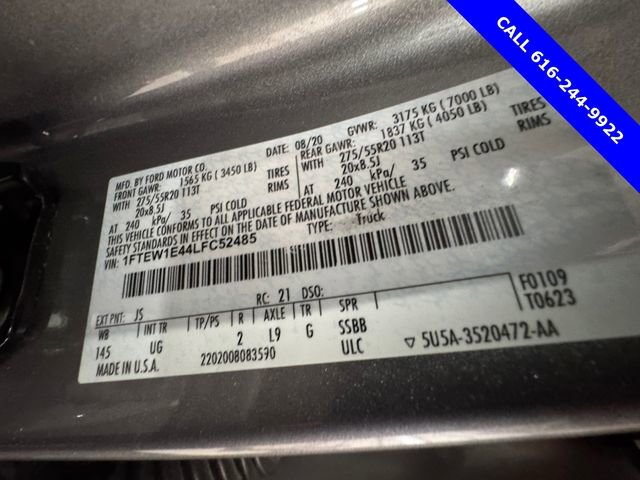 CALL 616-244-9922
MFD. BY FORD MOTOR CO. DATE: 08/20 GVWR: 3175 KG ( 7000 LB)
FRONT GAWR: 1565 KG ( 3450 LB) REAR GAWR: 1837 KG ( 4050 LB)
WITH 275/55R20 113T TIRES WITH 275/55R20 113T TIRES
20x8.5J RIMS 20x8.5J RIMS
AT 240 kPa/ 35 PSI COLD AT 240 kPa/ 35 PSI COLD
THIS VEHICLE CONFORMS TO ALL APPLICABLE FEDERAL MOTOR VEHICLE
SAFETY STANDARDS IN EFFECT ON THE DATE OF MANUFACTURE SHOWN ABOVE.
VIN: 1FTEW1E44LFC52485 TYPE: Truck
F0109
T0623
EXT PNT: JS RC: 21 DSO:
WB INT TR TP/PS R AXLE TR SPR
145 UG 2 L9 G SSBB
MADE IN U.S.A. 2202008083590 ULC ▽ 5U5A-3520472-AA